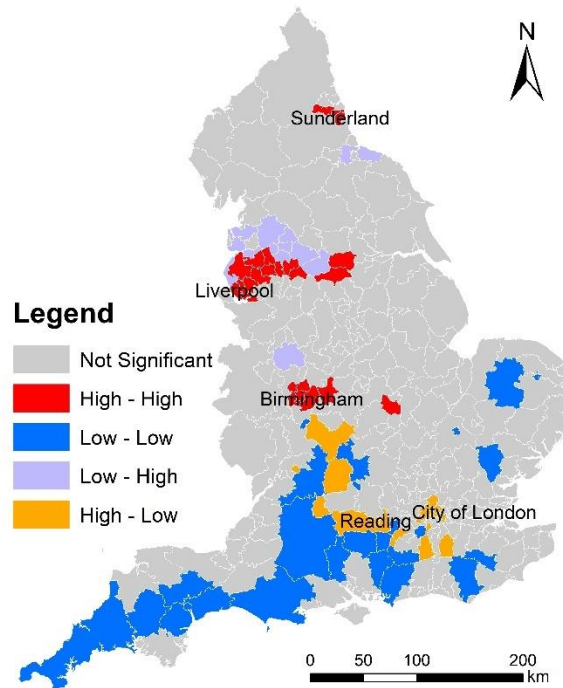 N
Sunderland
Liverpool
Legend
Not Significant
High - High
Birmingham
Low - Low
Low - High
High - Low
Reading
City of London
0 50 100 200
km